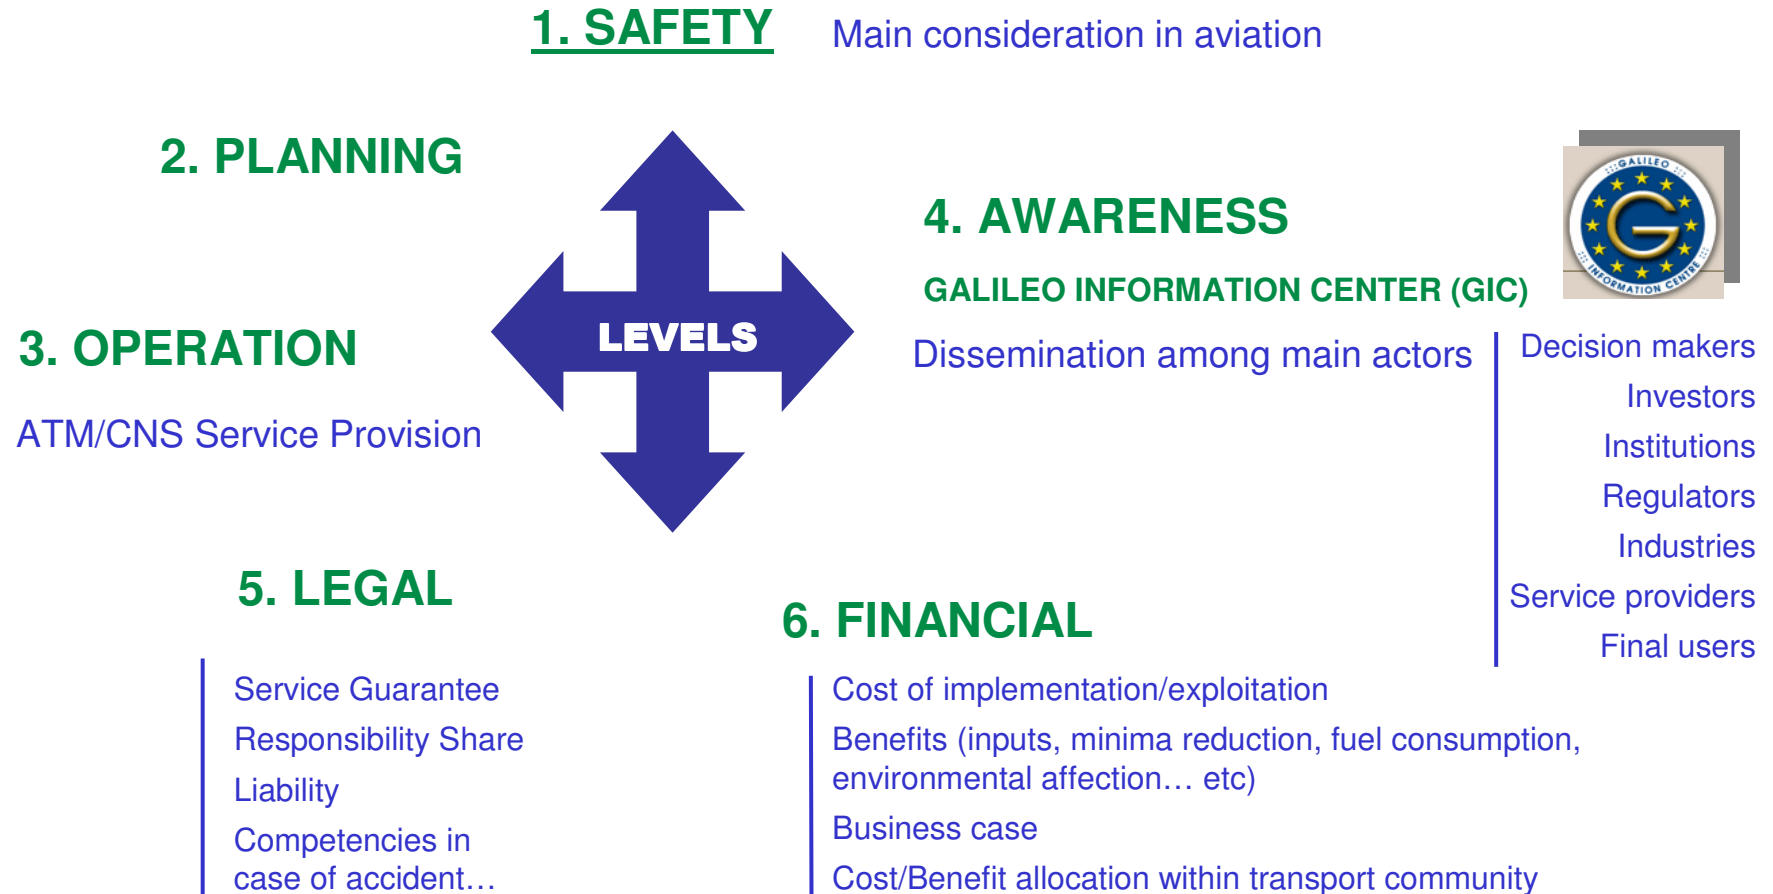 1. SAFETY Main consideration in aviation
2. PLANNING
4. AWARENESS
GALILEO INFORMATION CENTER (GIC)
GALILEO
INFORMATION CENTRE
3. OPERATION
LEVELS
Dissemination among main actors
Decision makers
Investors
Institutions
Regulators
Industries
Service providers
Final users
ATM/CNS Service Provision
5. LEGAL
Service Guarantee
Responsibility Share
Liability
Competencies in
case of accident…
6. FINANCIAL
Cost of implementation/exploitation
Benefits (inputs, minima reduction, fuel consumption,
environmental affection… etc)
Business case
Cost/Benefit allocation within transport community